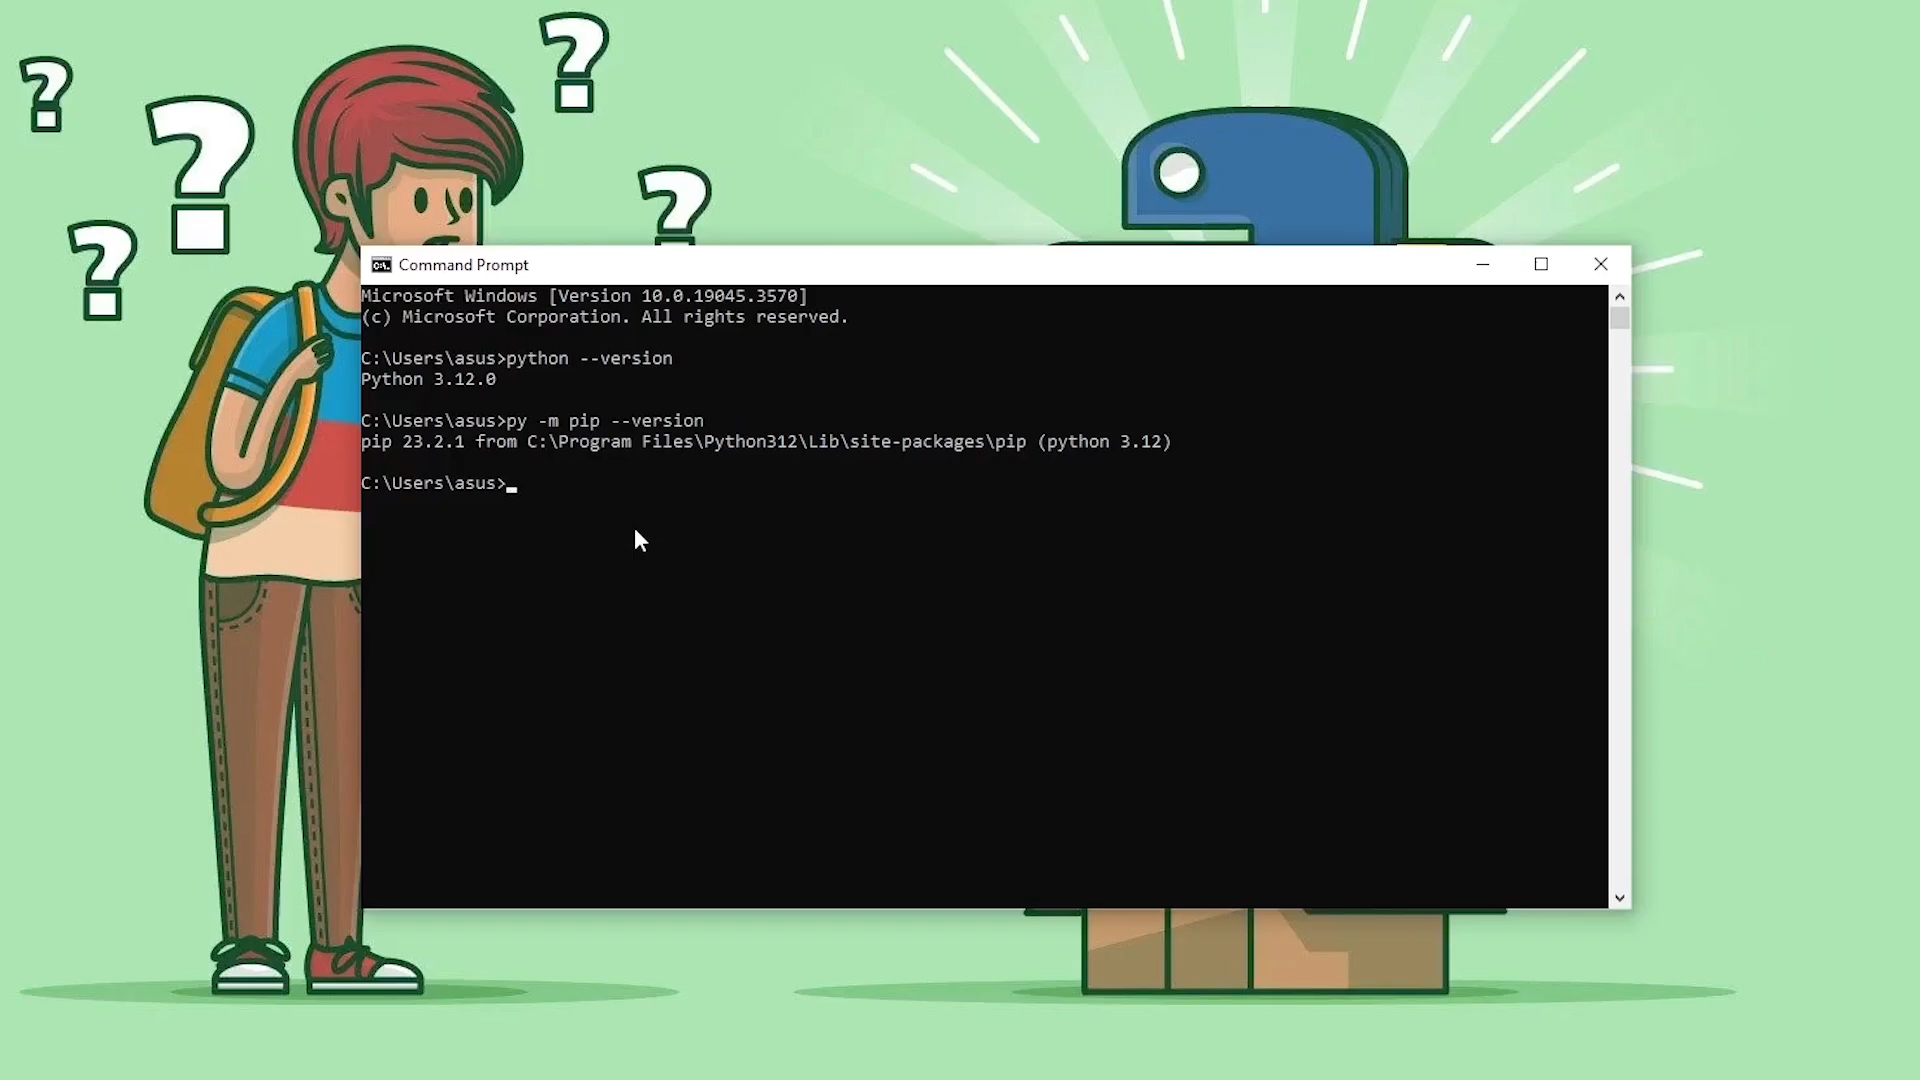 ?
?
?
?
?
Command Prompt
Microsoft Windows [Version 10.0.19045.3570]
(c) Microsoft Corporation. All rights reserved.
C:\Users\asus>python --version
Python 3.12.0
C:\Users\asus>py -m pip --version
pip 23.2.1 from C:\Program Files\Python312\Lib\site-packages\pip (python 3.12)
C:\Users\asus>